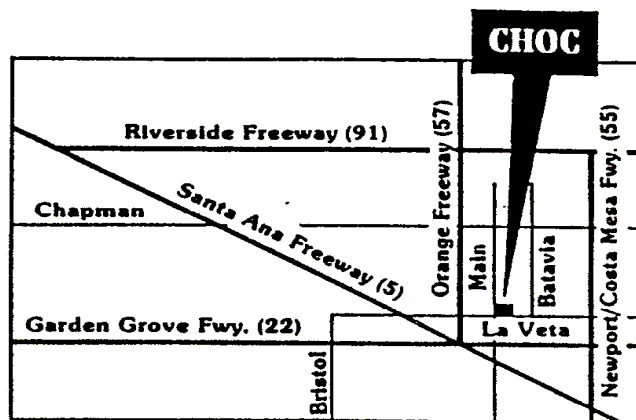 CHOC
Riverside Freeway (91)
Orange Freeway (57)
Newport/Costa Mesa Fwy. (55)
Santa Ana Freeway (5)
Chapman
Main
Batavia
Garden Grove Fwy. (22)
La Veta
Bristol